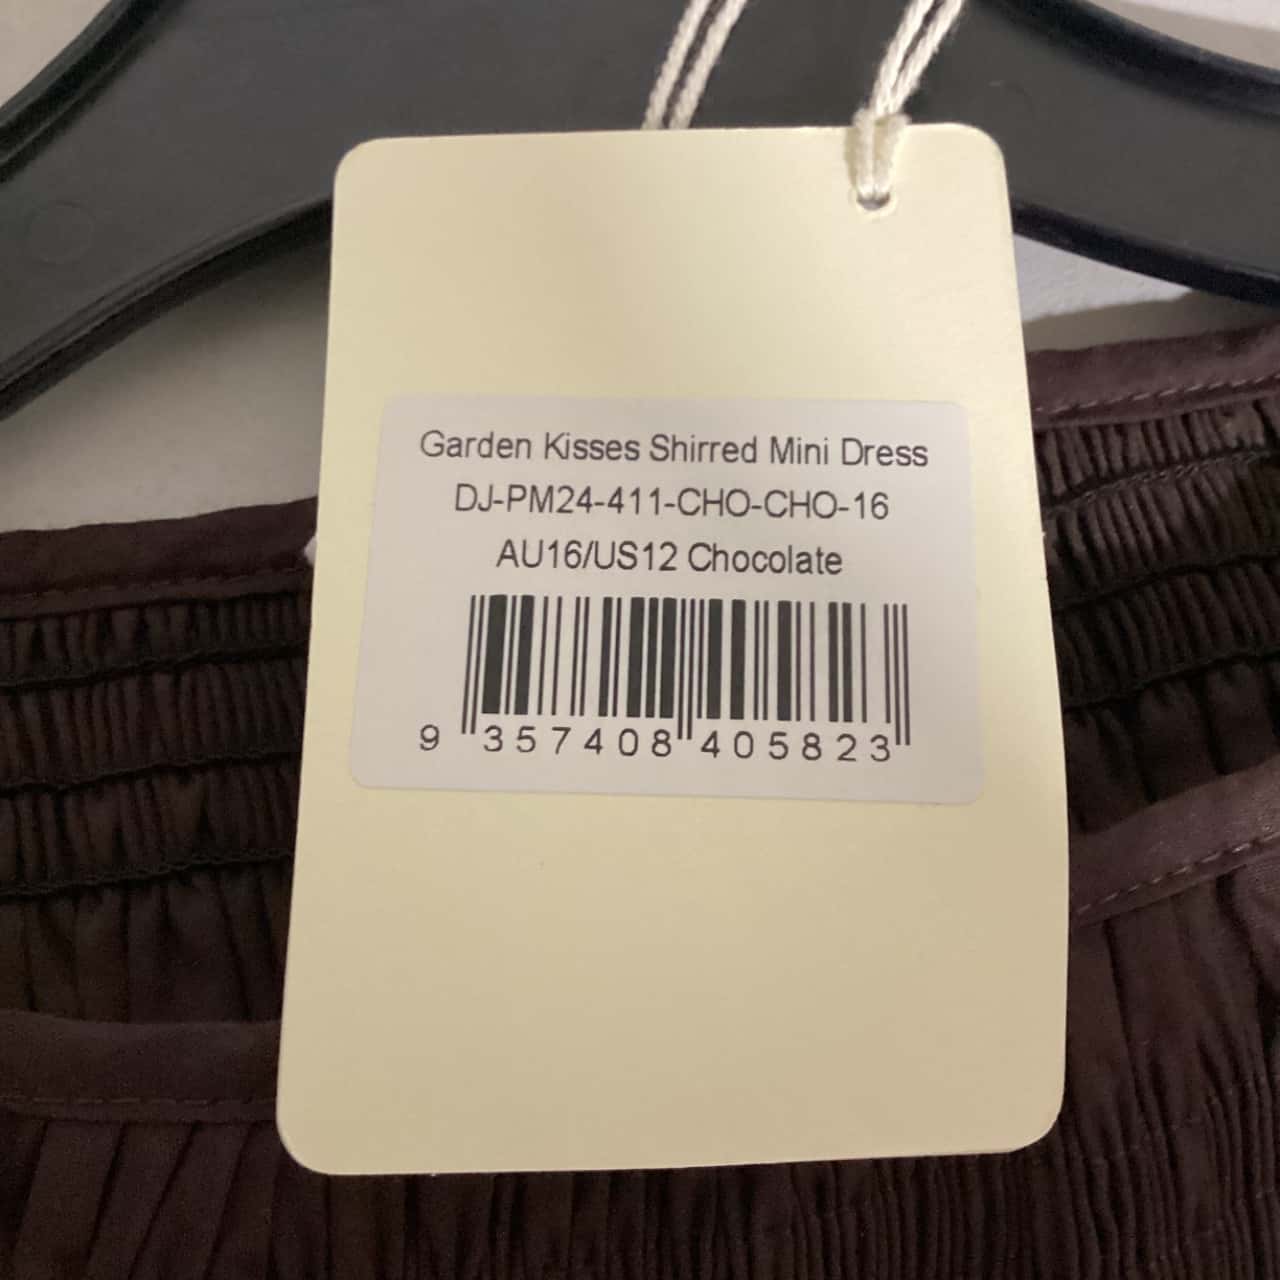 Garden Kisses Shirred Mini Dress
DJ-PM24-411-CHO-CHO-16
AU16/US12 Chocolate
9 357408 405823